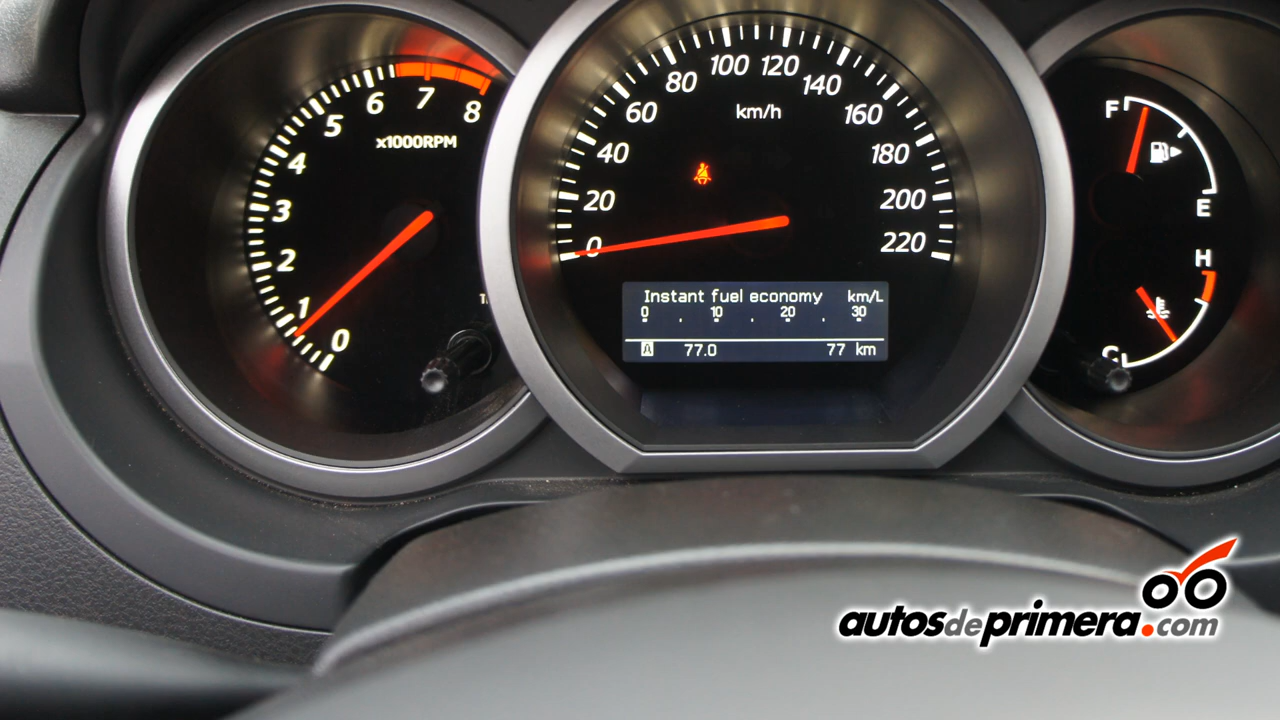 0
1
2
3
4
5
6
7
8
x1000RPM
0
20
40
60
80
100
120
140
160
180
200
220
km/h
Instant fuel economy km/L
0 10 20 30
A 77.0 77 km
F
E
H
C
autosdeprimera.com